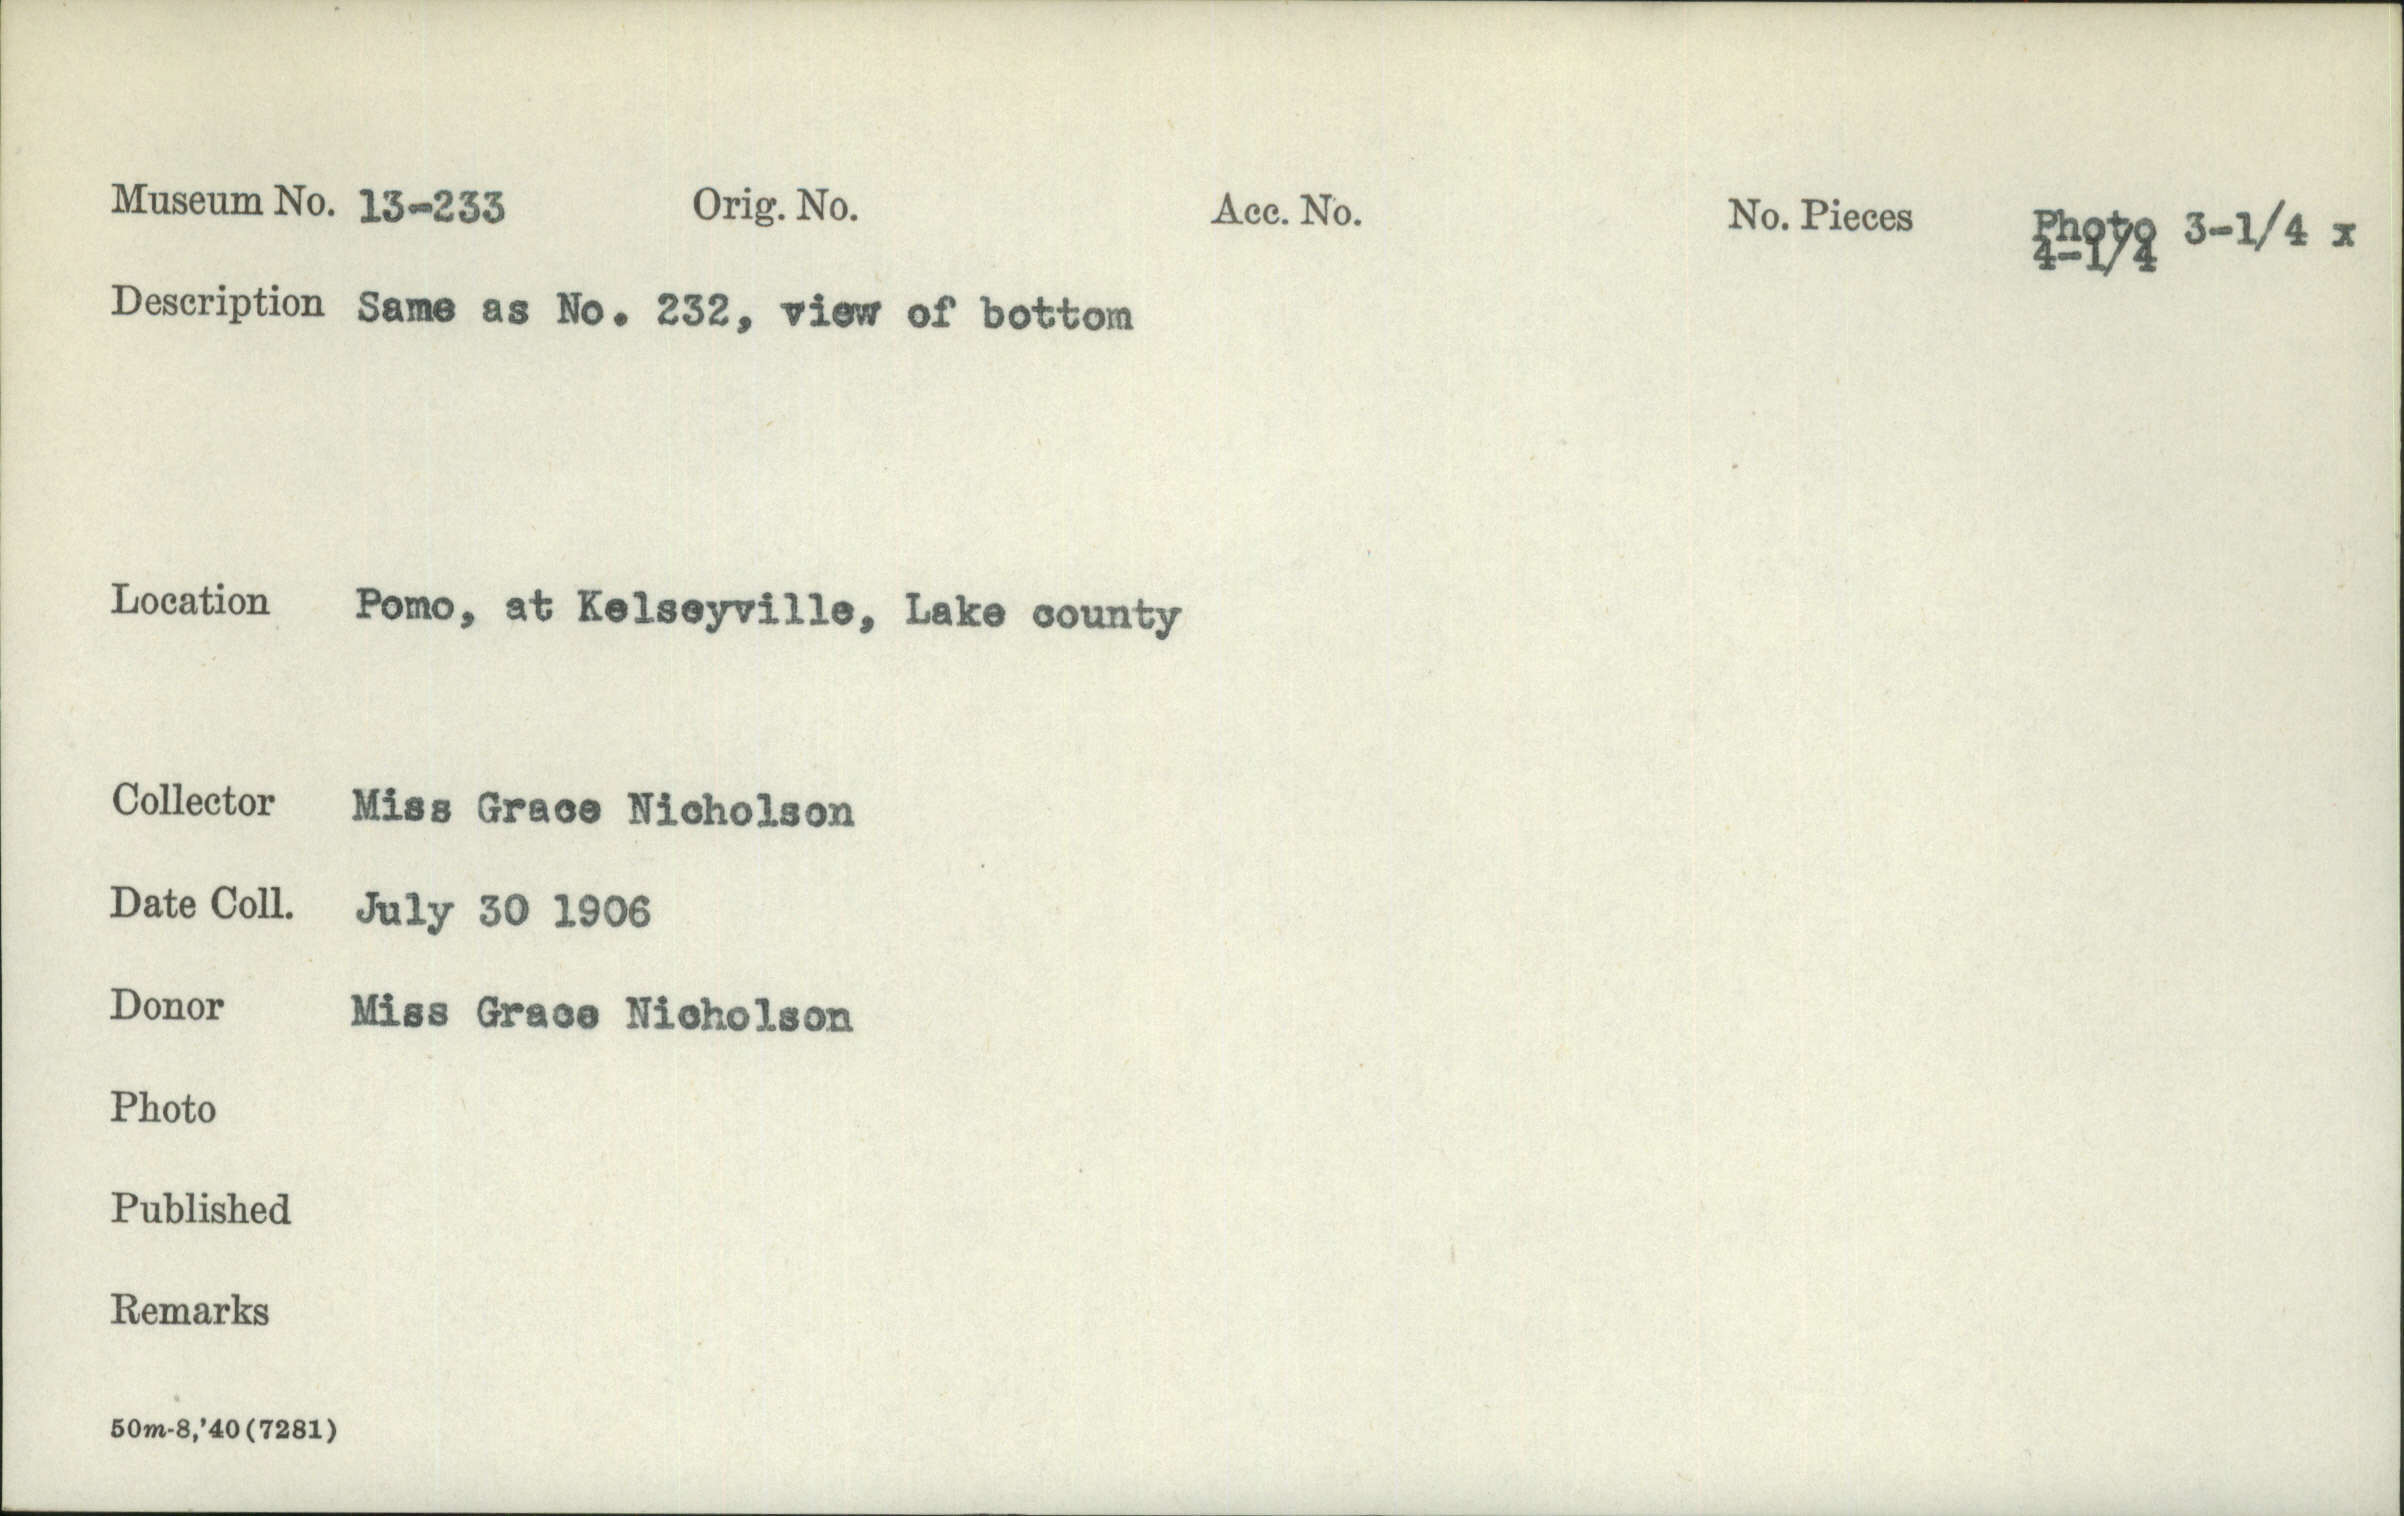 Museum No. 13-233 Orig. No. Acc. No. No. Pieces Photo 3-1/4 x
4-1/4
Description Same as No. 232, view of bottom
Location Pomo, at Kelseyville, Lake county
Collector Miss Grace Nicholson
Date Coll. July 30 1906
Donor Miss Grace Nicholson
Photo
Published
Remarks
50m-8,'40(7281)